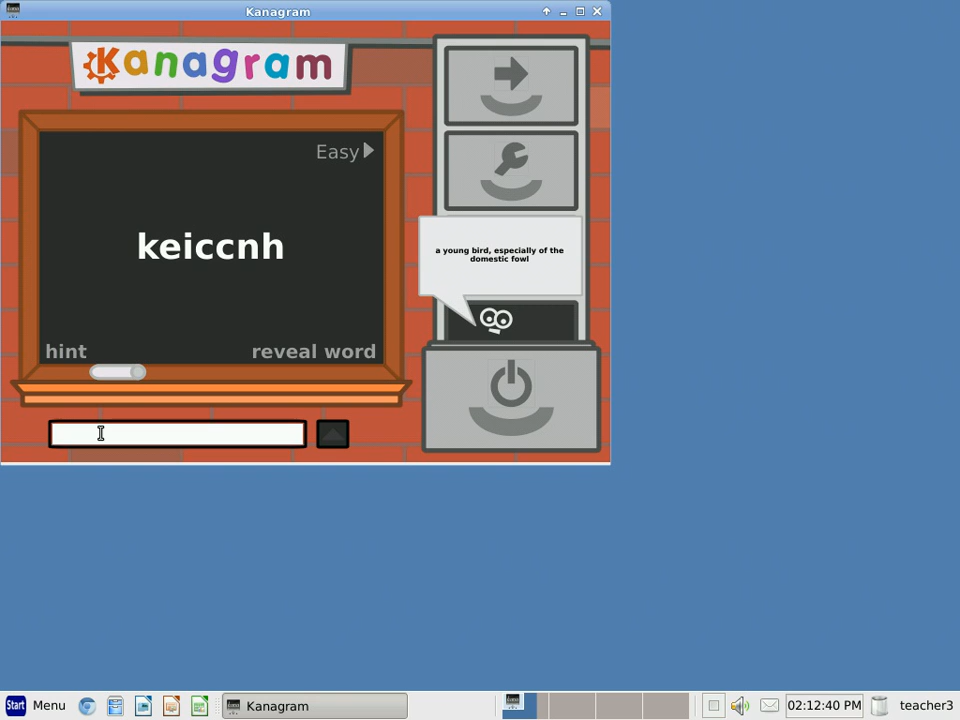 Kanagram
Kanagram
Easy
keiccnh
a young bird, especially of the
domestic fowl
hint
reveal word
Start Menu
Kanagram
02:12:40 PM
teacher3